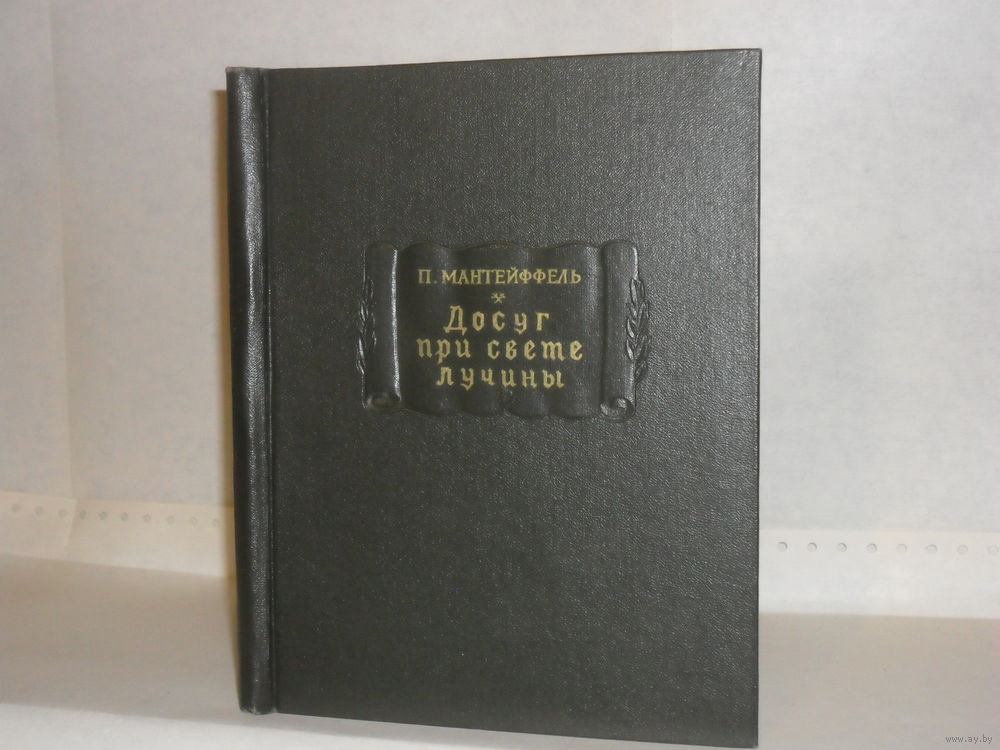 П. МАНТЕЙФФЕЛЬ
Досуг
при свете
лучины
www.ay.by